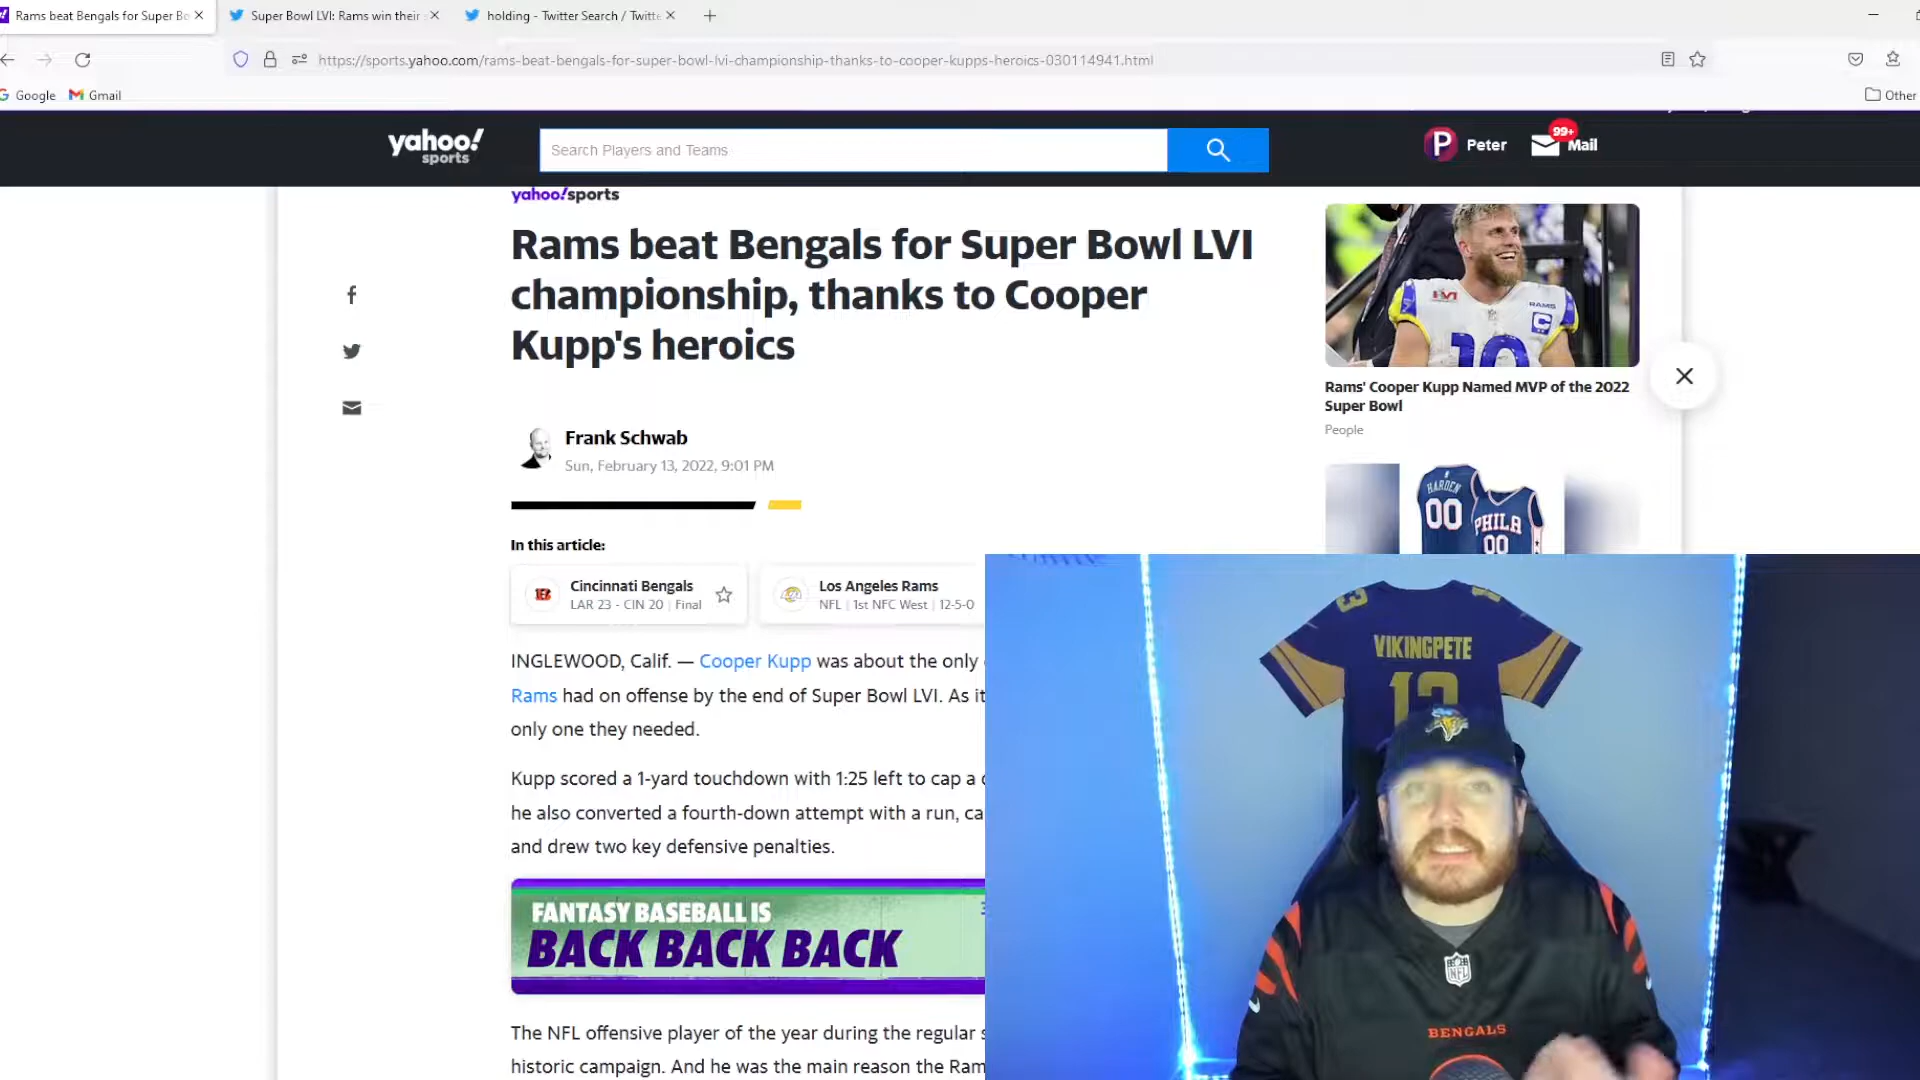 Rams beat Bengals for Super Bo
Super Bowl LVI: Rams win their
holding - Twitter Search / Twitte
https://sports.yahoo.com/rams-beat-bengals-for-super-bowl-lvi-championship-thanks-to-cooper-kupps-heroics-030114941.html
Google
Gmail
Other
yahoo!
sports
Search Players and Teams
P
Peter
99+
Mail
yahoo!sports
Rams beat Bengals for Super Bowl LVI
championship, thanks to Cooper
Kupp's heroics
Frank Schwab
Sun, February 13, 2022, 9:01 PM
In this article:
Cincinnati Bengals
LAR 23 - CIN 20 | Final
Los Angeles Rams
NFL | 1st NFC West | 12-5-0
INGLEWOOD, Calif. — Cooper Kupp was about the only
Rams had on offense by the end of Super Bowl LVI. As it
only one they needed.
Kupp scored a 1-yard touchdown with 1:25 left to cap a
he also converted a fourth-down attempt with a run, ca
and drew two key defensive penalties.
FANTASY BASEBALL IS
BACK BACK BACK
The NFL offensive player of the year during the regular s
historic campaign. And he was the main reason the Ram
LVI
RAMS
C
10
Rams' Cooper Kupp Named MVP of the 2022
Super Bowl
People
HARDEN
00
PHILA
00
13
VIKINGPETE
13
NFL
BENGALS